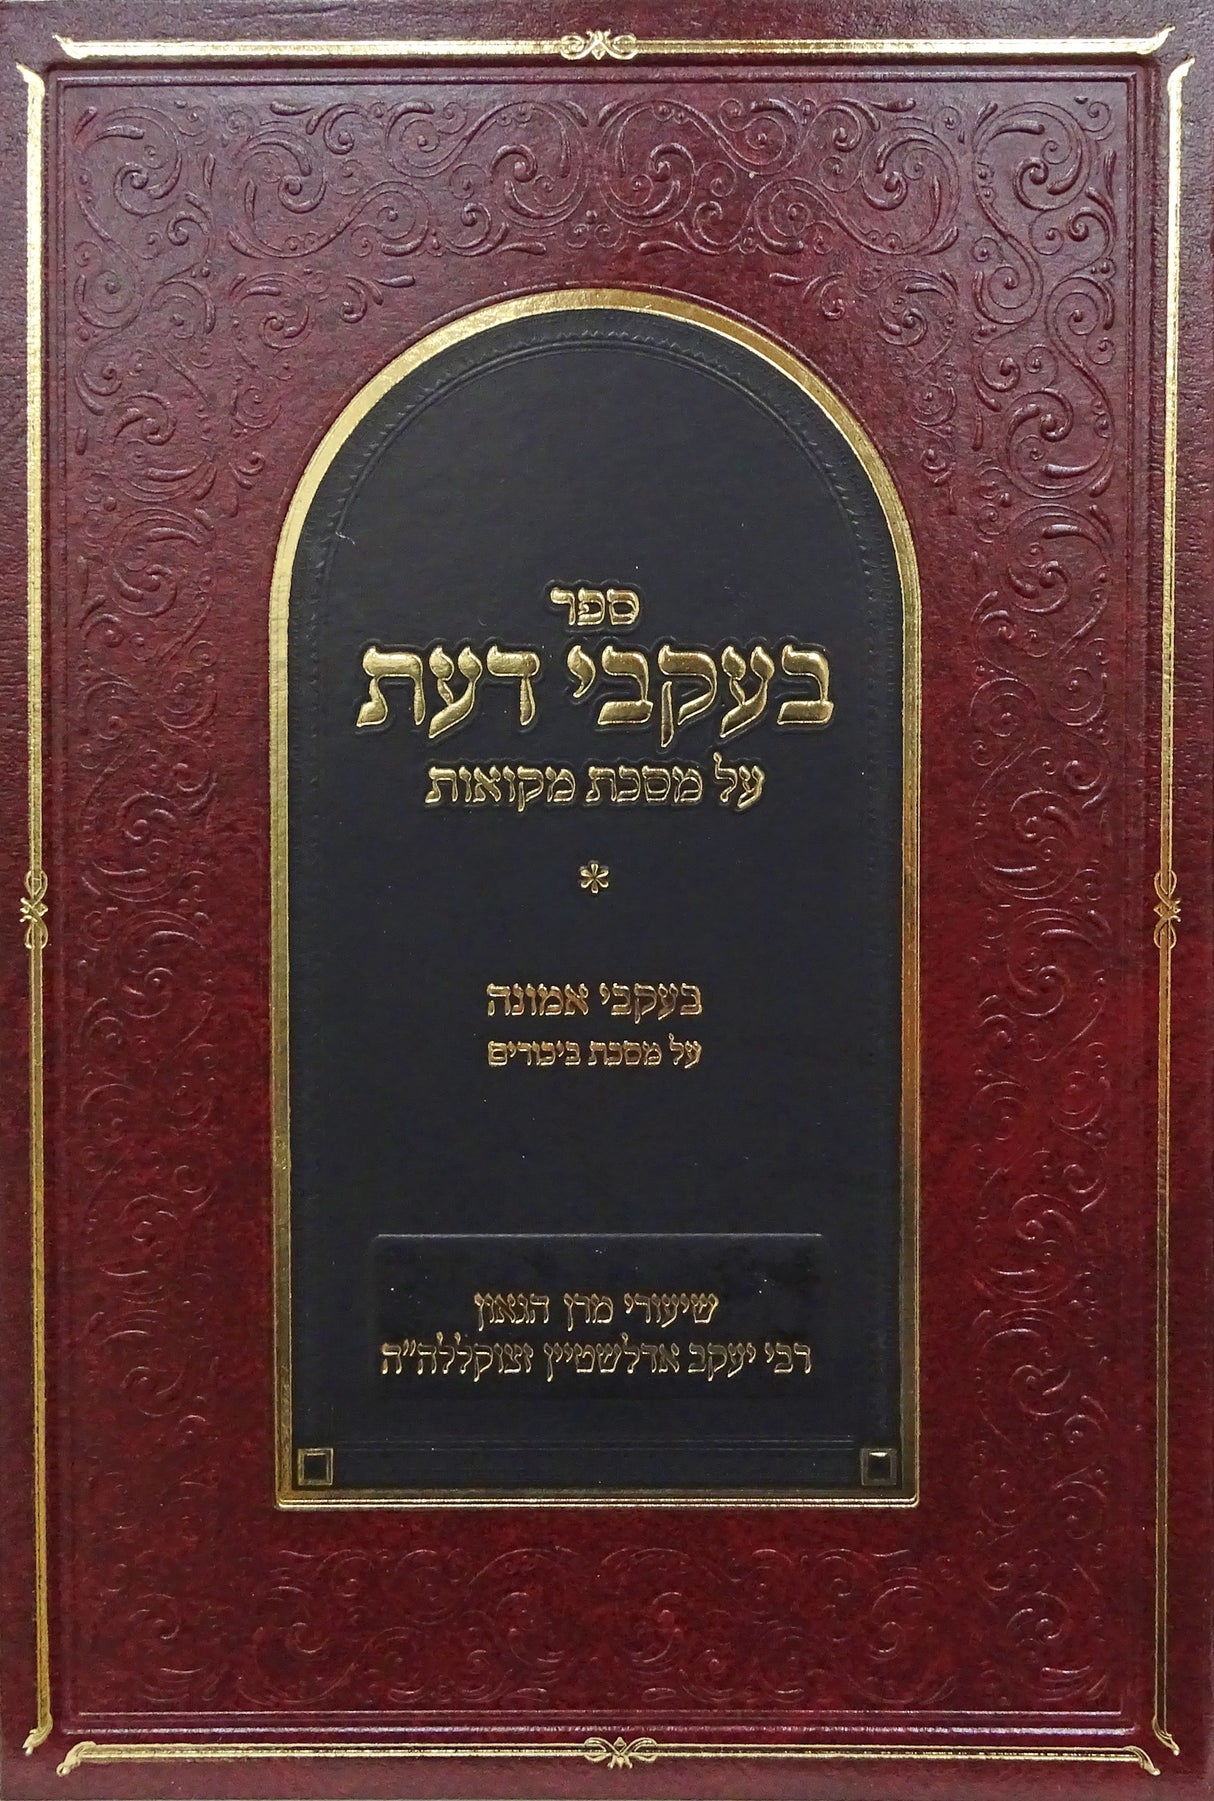 ספר
בעקבי דעת
על מסכת מקואות
*
בעקבי אמונה
על מסכת ביכורים
שיעורי מרן הגאון
רבי יעקב אדלשטיין זצוקללה״ה